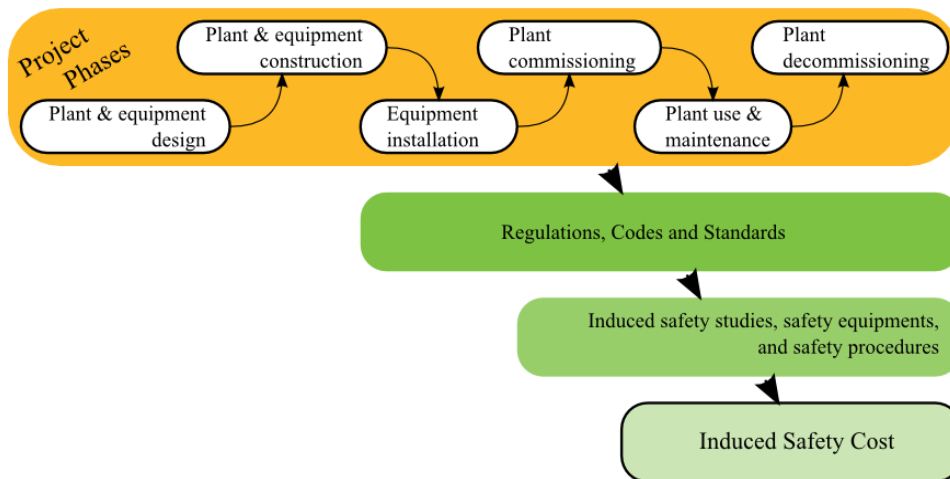 Project
Phases
Plant & equipment
design
Plant & equipment
construction
Equipment
installation
Plant
commissioning
Plant use &
maintenance
Plant
decommissioning
Regulations, Codes and Standards
Induced safety studies, safety equipments,
and safety procedures
Induced Safety Cost